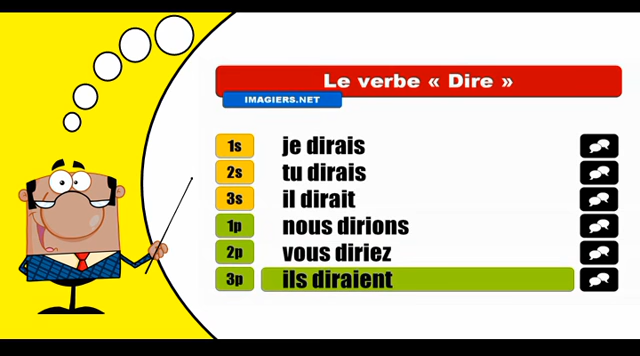 Le verbe « Dire »
IMAGIERS.NET
1s je dirais
2s tu dirais
3s il dirait
1p nous dirions
2p vous diriez
3p ils diraient